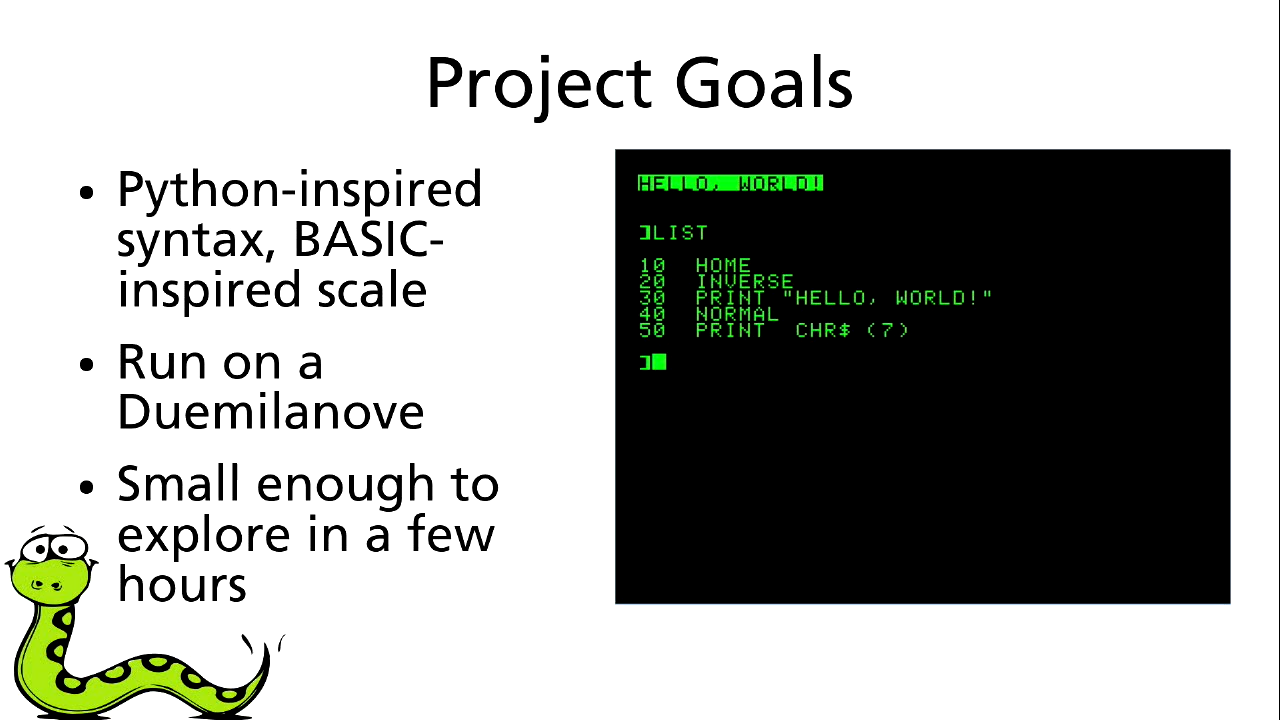 Project Goals
• Python-inspired
syntax, BASIC-
inspired scale
• Run on a
Duemilanove
• Small enough to
explore in a few
hours
HELLO, WORLD!
]LIST
10  HOME
20  INVERSE
30  PRINT "HELLO, WORLD!"
40  NORMAL
50  PRINT  CHR$ (7)
]